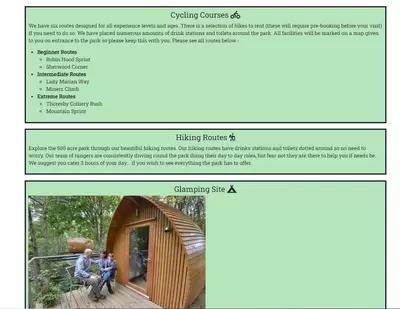 Cycling Courses
We have six routes designed for all experience levels and ages. There is a selection of bikes to rent (these will require pre-booking before your visit)
if you need to do so. We have placed numerous amounts of drink stations and toilets around the park. All facilities will be marked on a map given
to you on entrance to the park so please keep this with you. Please see all routes below -
• Beginner Routes
Robin Hood Sprint
Sherwood Corner
• Intermediate Routes
Lady Marian Way
Miners Climb
• Extreme Routes
Thoresby Colliery Rush
Mountain Sprint
Hiking Routes
Explore the 500 acre park through our beautiful hiking routes. Our hiking routes have drinks stations and toilets dotted around so no need to
worry. Our team of rangers are consistently driving round the park doing their day to day roles, but fear not they are there to help you if needs be.
We suggest you cater 3 hours of your day... if you wish to see everything the park has to offer.
Glamping Site